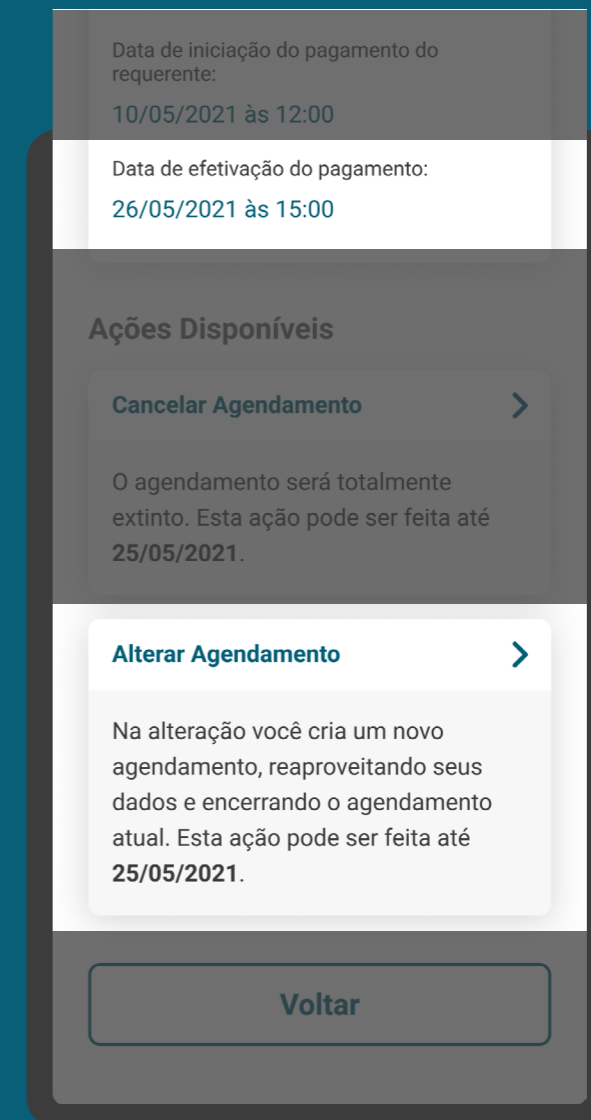 Data de iniciação do pagamento do
requerente:
10/05/2021 às 12:00
Data de efetivação do pagamento:
26/05/2021 às 15:00
Ações Disponíveis
Cancelar Agendamento
O agendamento será totalmente
extinto. Esta ação pode ser feita até
25/05/2021.
Alterar Agendamento
Na alteração você cria um novo
agendamento, reaproveitando seus
dados e encerrando o agendamento
atual. Esta ação pode ser feita até
25/05/2021.
Voltar